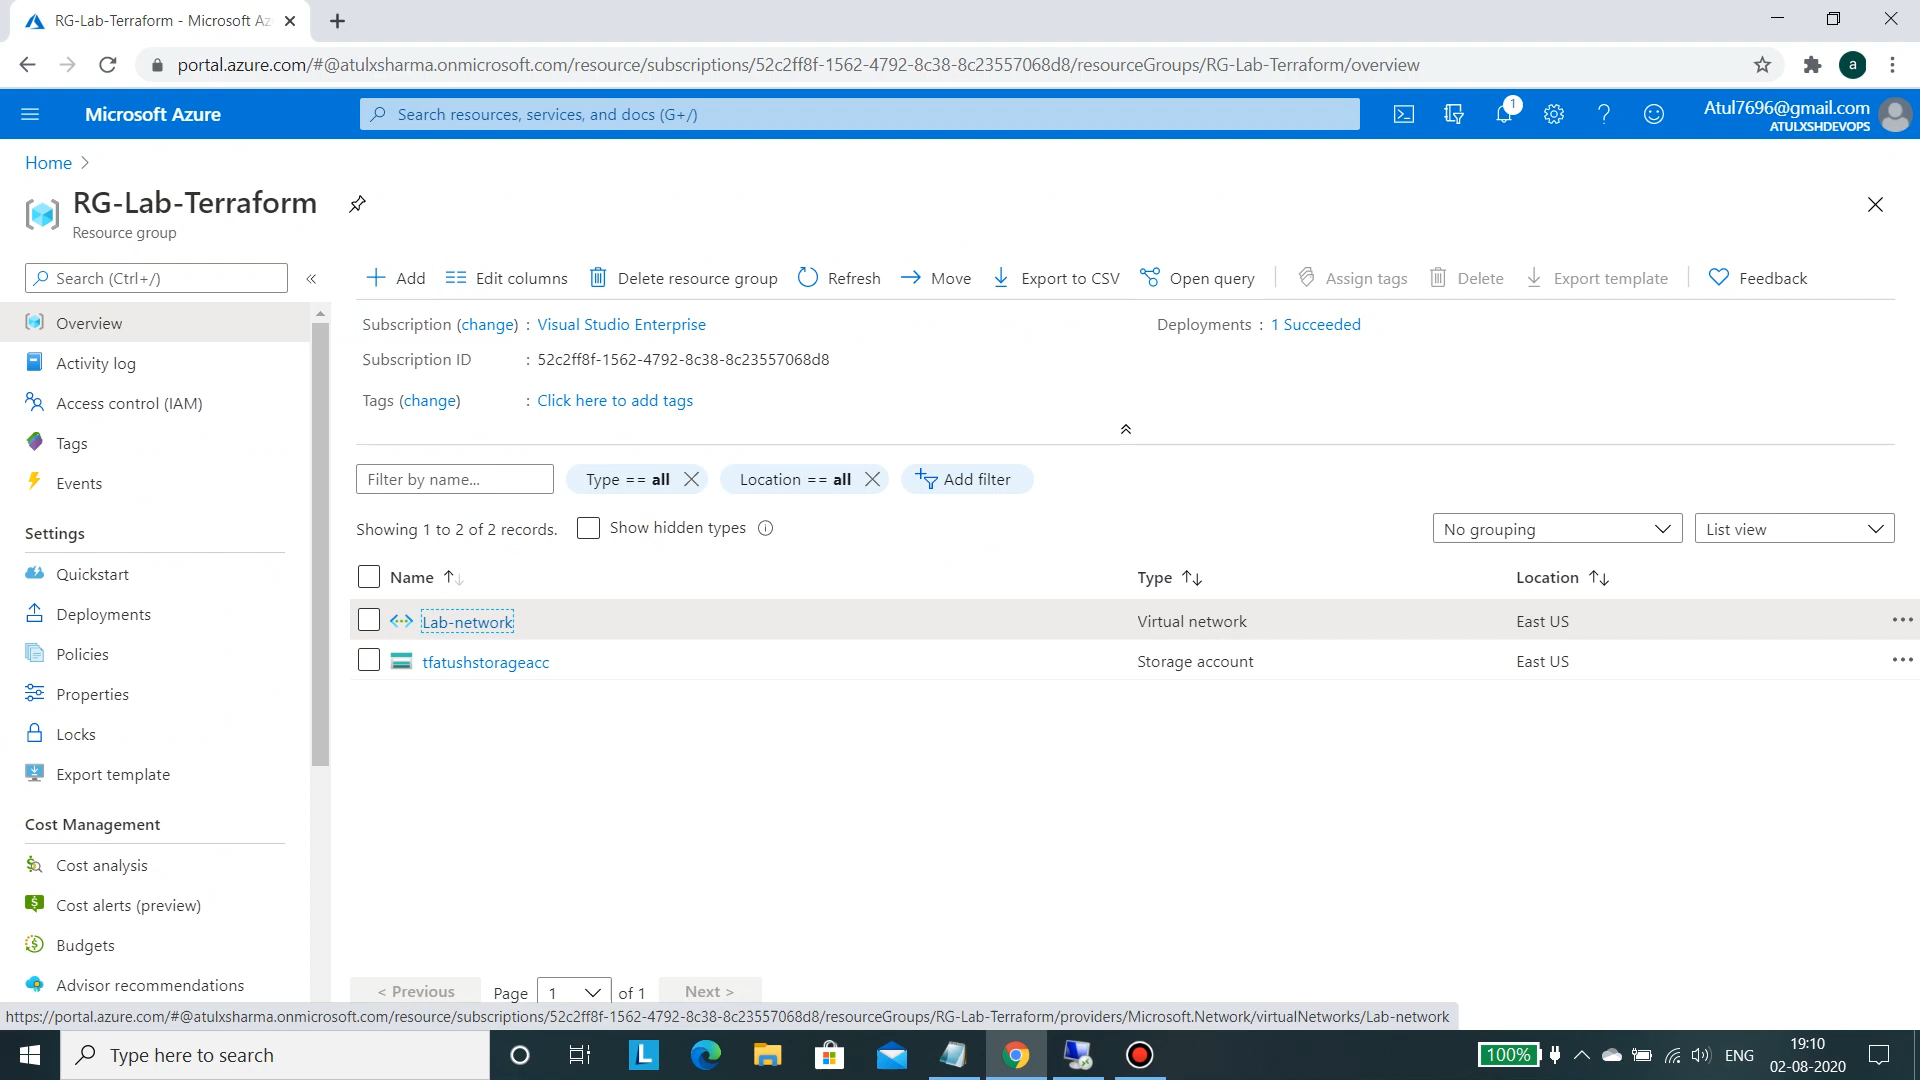 RG-Lab-Terraform - Microsoft Az
portal.azure.com/#@atulxsharma.onmicrosoft.com/resource/subscriptions/52c2ff8f-1562-4792-8c38-8c23557068d8/resourceGroups/RG-Lab-Terraform/overview
a
Microsoft Azure
Search resources, services, and docs (G+/)
1
Atul7696@gmail.com
ATULXSHDEVOPS
Home
RG-Lab-Terraform
Resource group
Search (Ctrl+/)
«
Add
Edit columns
Delete resource group
Refresh
Move
Export to CSV
Open query
Assign tags
Delete
Export template
Feedback
Overview
Activity log
Access control (IAM)
Tags
Events
Settings
Quickstart
Deployments
Policies
Properties
Locks
Export template
Cost Management
Cost analysis
Cost alerts (preview)
Budgets
Advisor recommendations
Subscription (change) : Visual Studio Enterprise
Deployments : 1 Succeeded
Subscription ID : 52c2ff8f-1562-4792-8c38-8c23557068d8
Tags (change) : Click here to add tags
Filter by name...
Type == all
Location == all
Add filter
Showing 1 to 2 of 2 records.
Show hidden types
No grouping
List view
Name Type Location
Lab-network Virtual network East US ...
tfatushstorageacc Storage account East US ...
< Previous Page 1 of 1 Next >
https://portal.azure.com/#@atulxsharma.onmicrosoft.com/resource/subscriptions/52c2ff8f-1562-4792-8c38-8c23557068d8/resourceGroups/RG-Lab-Terraform/providers/Microsoft.Network/virtualNetworks/Lab-network
Type here to search
L
100%
ENG
19:10
02-08-2020